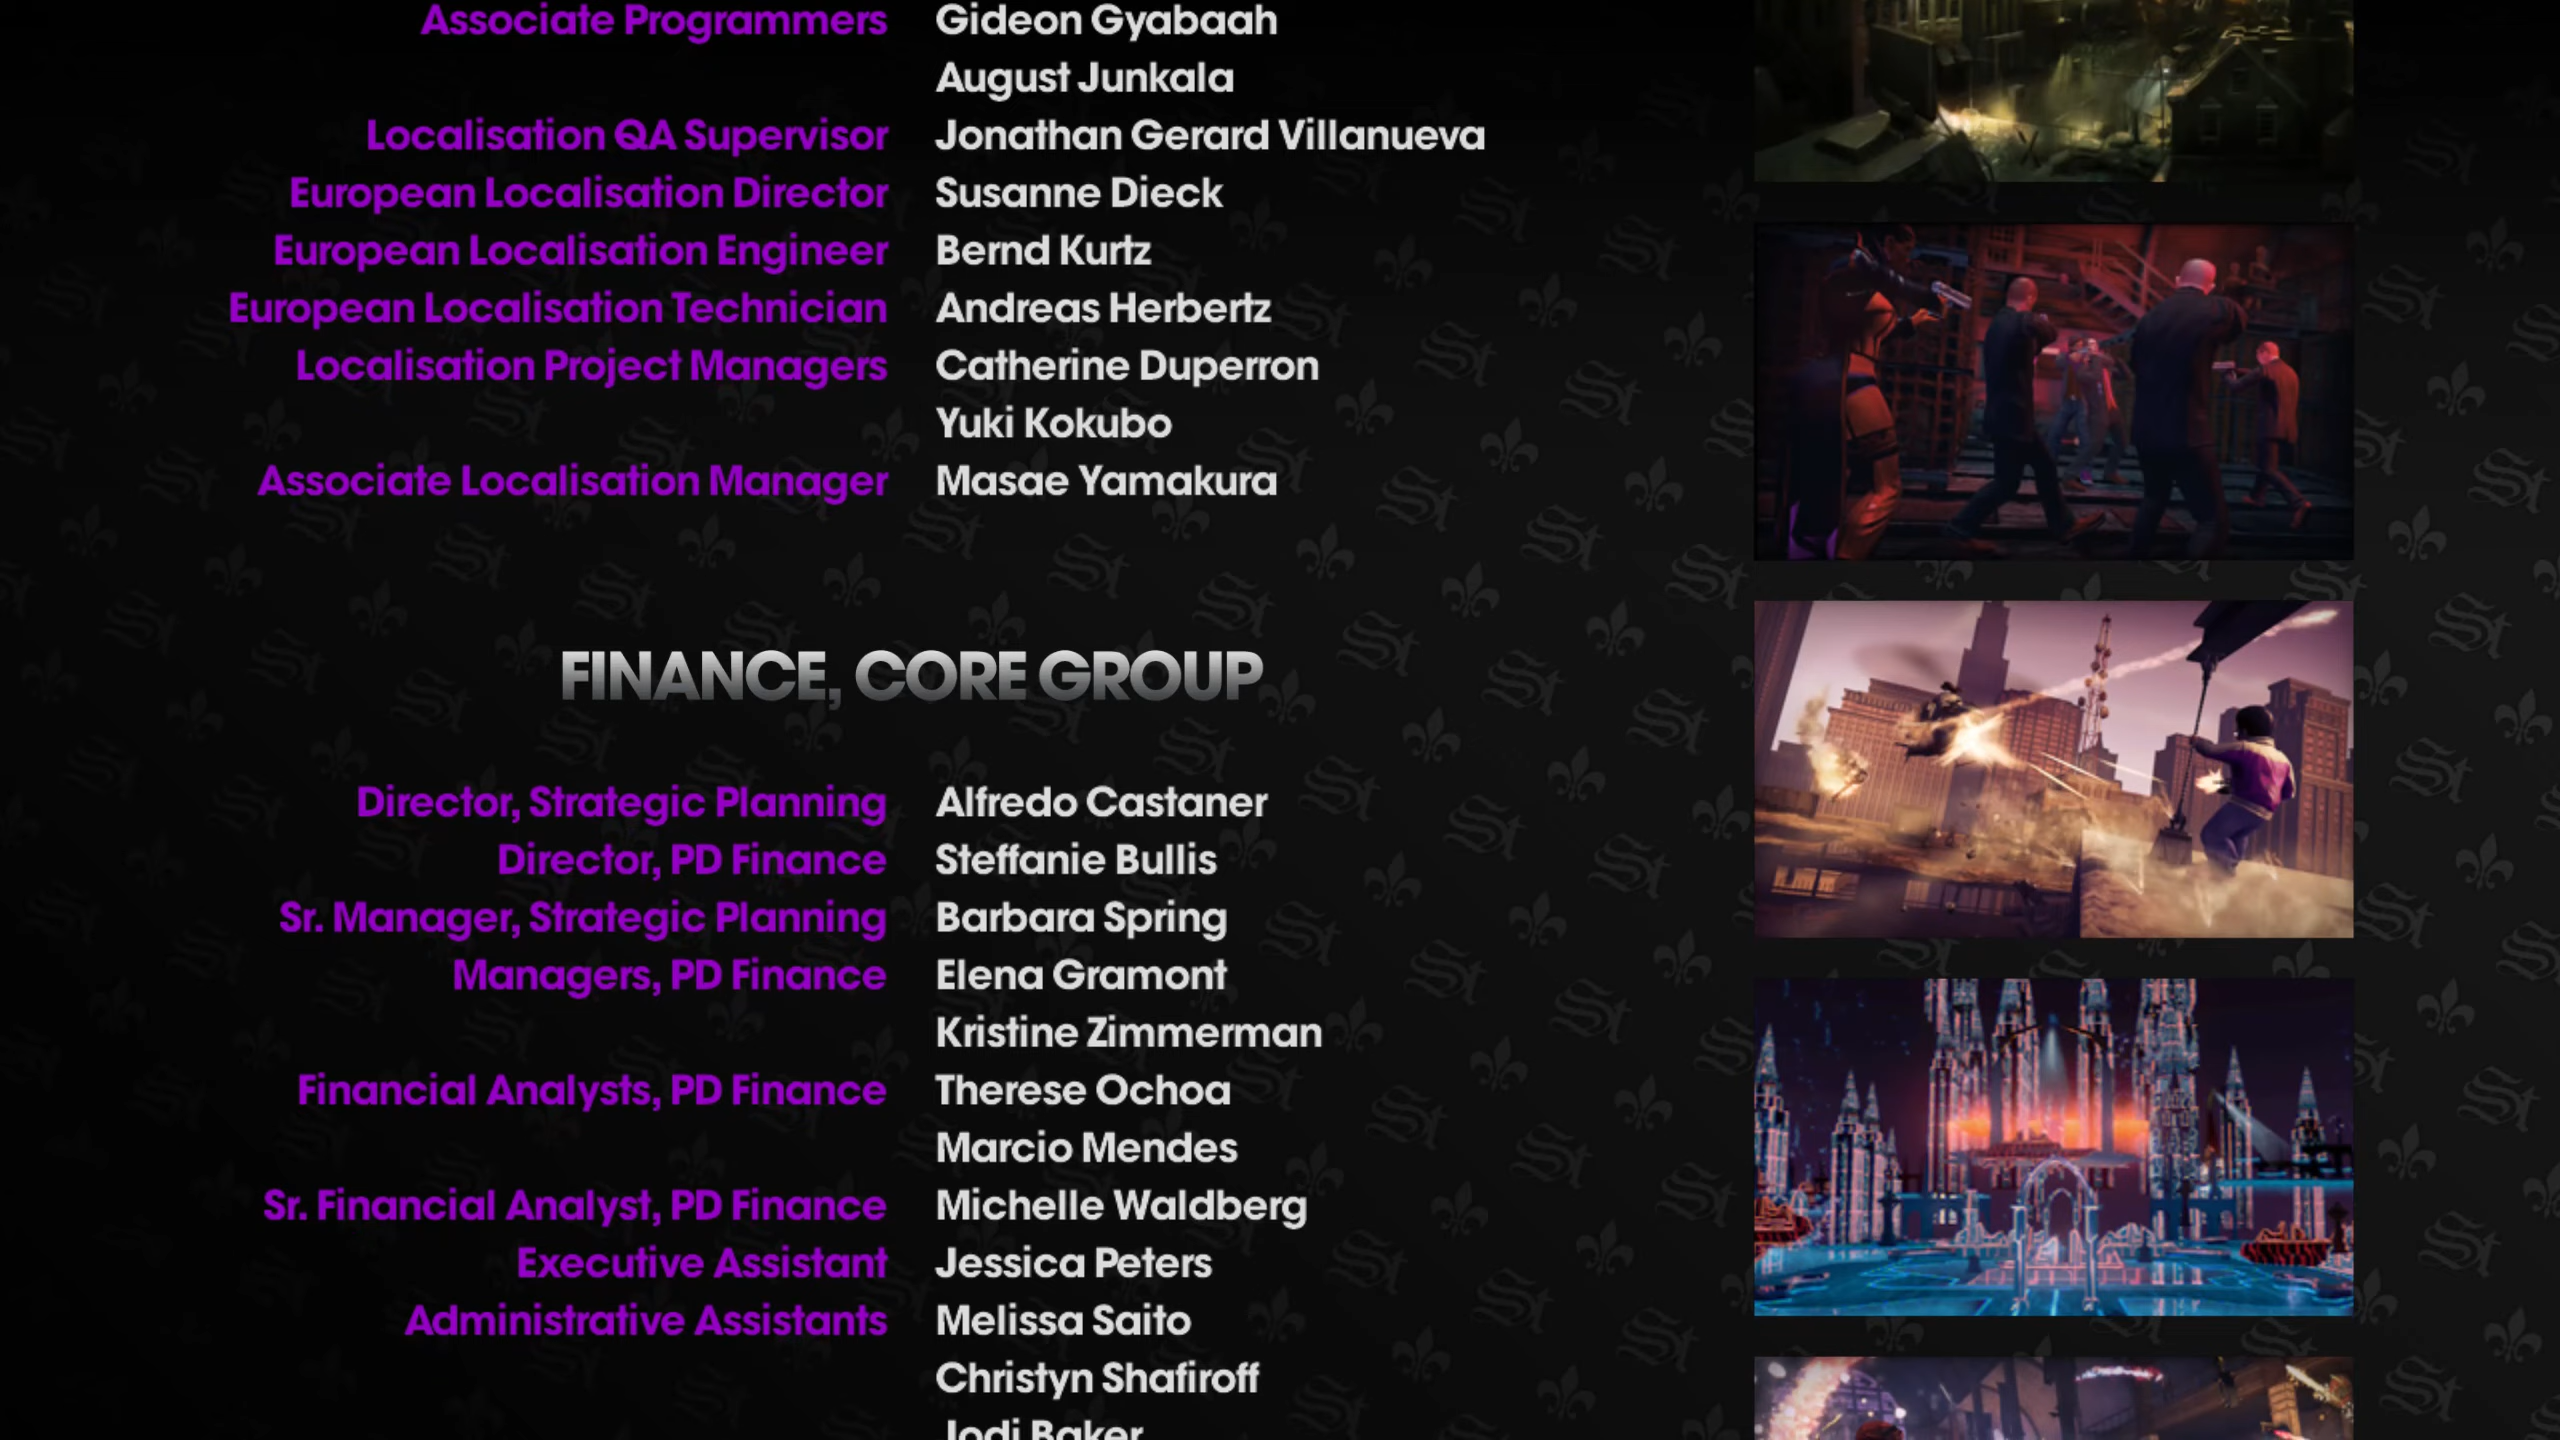 Associate Programmers Gideon Gyabaah
August Junkala
Localisation QA Supervisor Jonathan Gerard Villanueva
European Localisation Director Susanne Dieck
European Localisation Engineer Bernd Kurtz
European Localisation Technician Andreas Herbertz
Localisation Project Managers Catherine Duperron
Yuki Kokubo
Associate Localisation Manager Masae Yamakura
FINANCE, CORE GROUP
Director, Strategic Planning Alfredo Castaner
Director, PD Finance Steffanie Bullis
Sr. Manager, Strategic Planning Barbara Spring
Managers, PD Finance Elena Gramont
Kristine Zimmerman
Financial Analysts, PD Finance Therese Ochoa
Marcio Mendes
Sr. Financial Analyst, PD Finance Michelle Waldberg
Executive Assistant Jessica Peters
Administrative Assistants Melissa Saito
Christyn Shafiroff
Jodi Baker